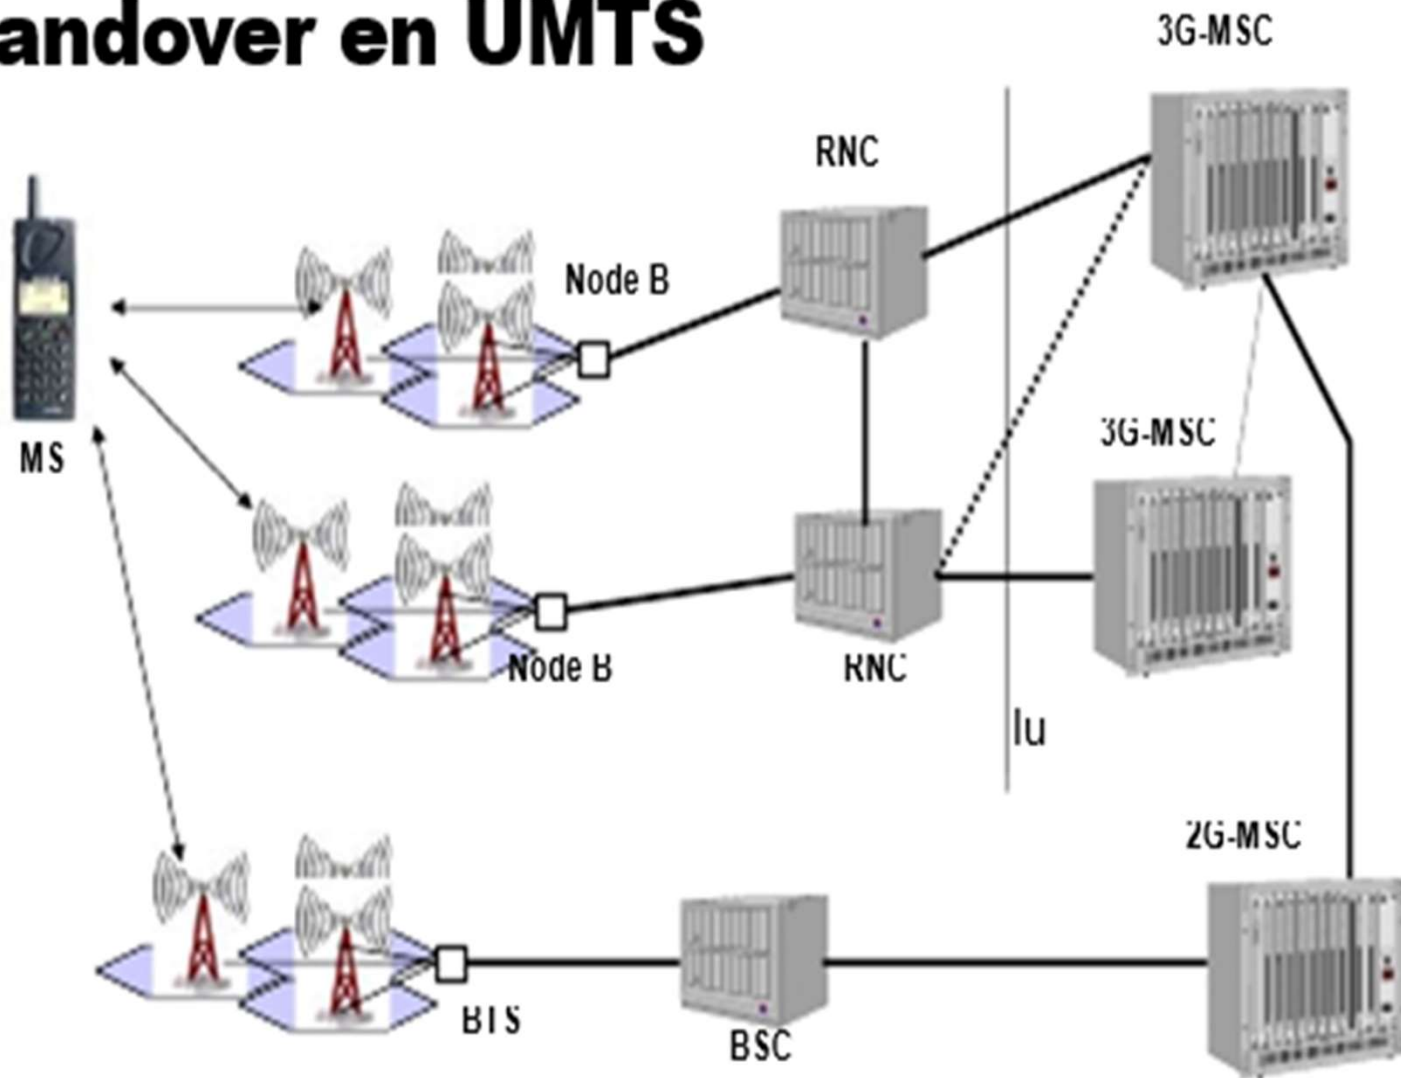 andover en UMTS
3G-MSC
RNC
Node B
MS
3G-MSC
Node B
RNC
Iu
2G-MSC
BTS
BSC